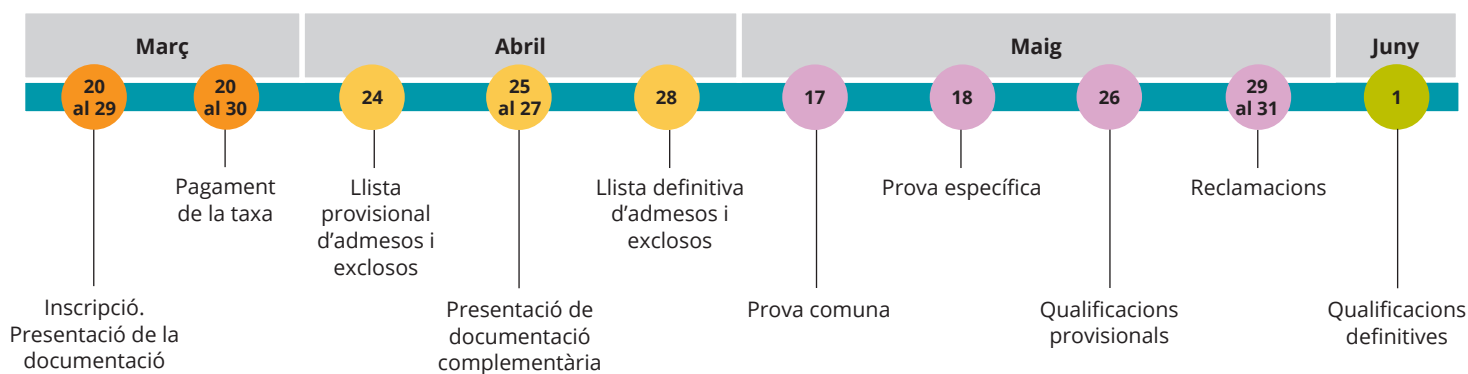 Març
Abril
Maig
Juny
20
al 29
20
al 30
24
25
al 27
28
17
18
26
29
al 31
1
Pagament
de la taxa
Llista
provisional
d’admesos i
exclosos
Llista definitiva
d’admesos i
exclosos
Prova específica
Reclamacions
Inscripció.
Presentació de la
documentació
Presentació de
documentació
complementària
Prova comuna
Qualificacions
provisionals
Qualificacions
definitives